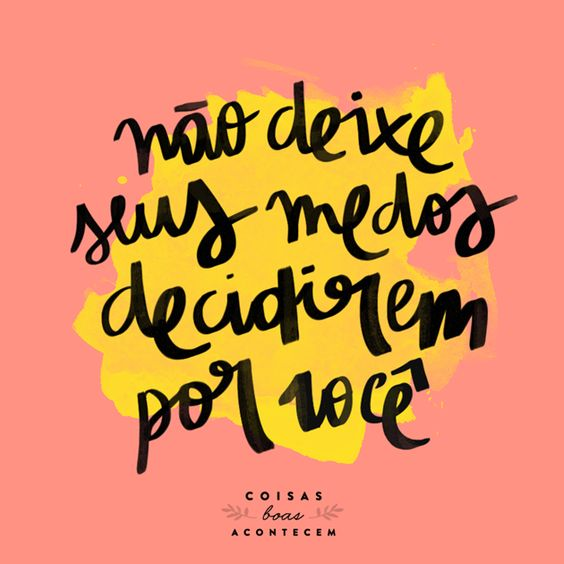 não deixe
seus medos
decidirem
por você
COISAS
boas
ACONTECEM